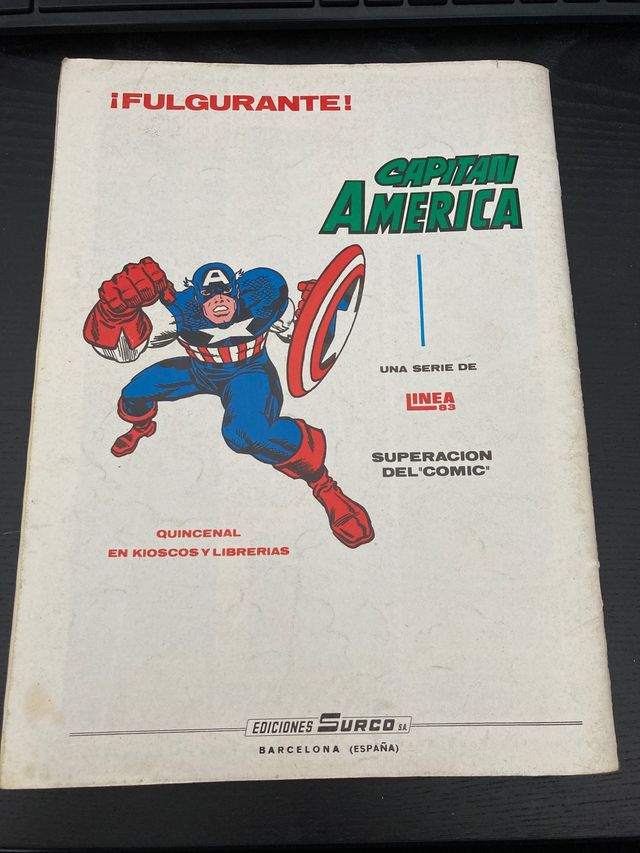 ¡FULGURANTE!
CAPITAN
AMERICA
A
UNA SERIE DE
LINEA
83
SUPERACION
DEL "COMIC"
QUINCENAL
EN KIOSCOS Y LIBRERIAS
EDICIONES SURCO S.A.
BARCELONA (ESPAÑA)